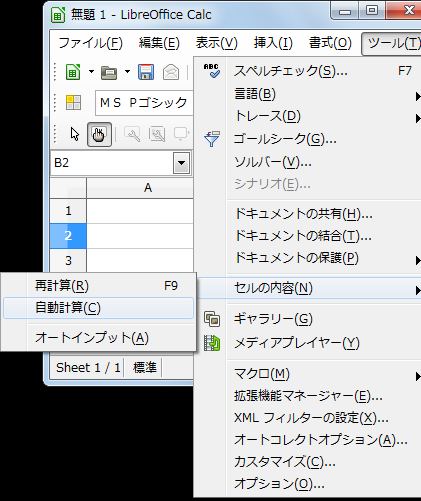 無題 1 - LibreOffice Calc
ファイル(F) 編集(E) 表示(V) 挿入(I) 書式(O) ツール(T)
ＭＳ Ｐゴシック
B2
A
1
2
3
Sheet 1 / 1 標準
ABC スペルチェック(S)... F7
言語(B)
トレース(D)
ゴールシーク(G)...
ソルバー(V)...
シナリオ(E)...
ドキュメントの共有(H)...
ドキュメントの結合(T)...
ドキュメントの保護(P)
セルの内容(N)
ギャラリー(G)
メディアプレイヤー(Y)
マクロ(M)
拡張機能マネージャー(E)...
XML フィルターの設定(X)...
オートコレクトオプション(A)...
カスタマイズ(C)...
オプション(O)...
再計算(R) F9
自動計算(C)
オートインプット(A)